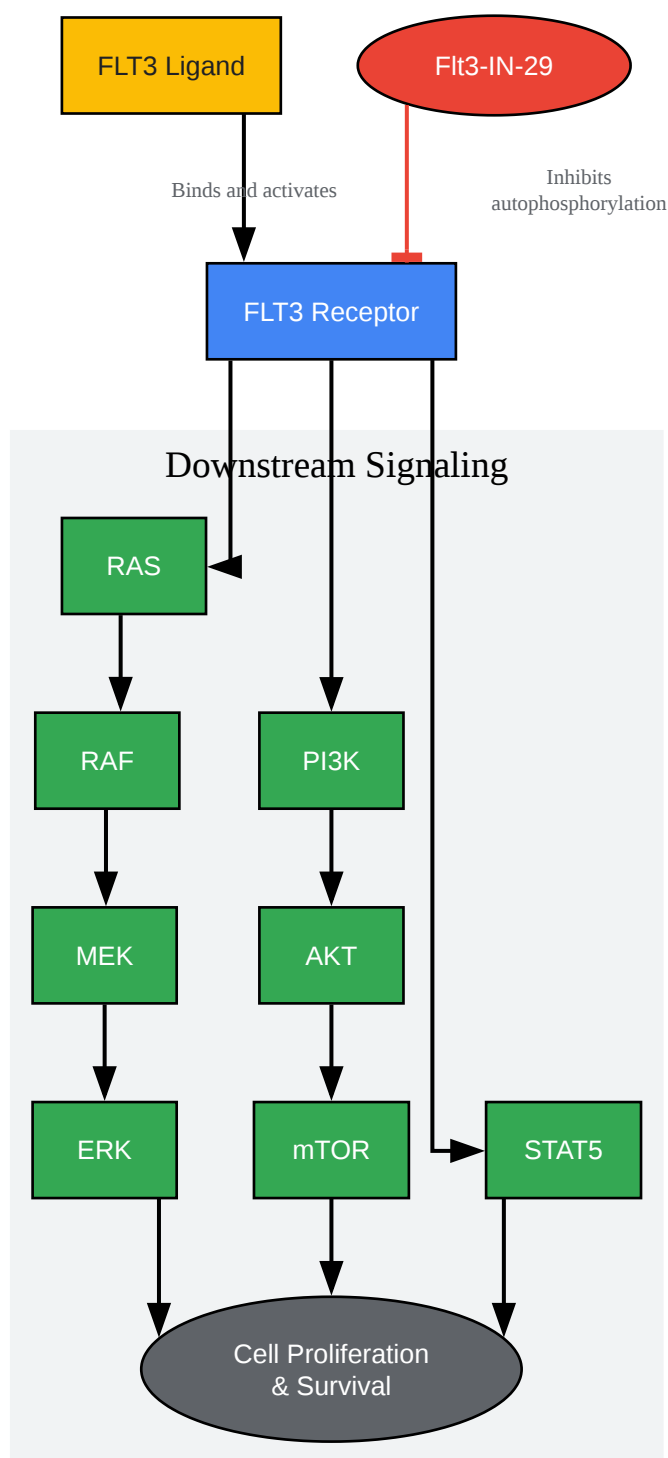 FLT3 Ligand
Flt3-IN-29
Binds and activates
Inhibits
autophosphorylation
FLT3 Receptor
Downstream Signaling
RAS
RAF
PI3K
MEK
AKT
ERK
mTOR
STAT5
Cell Proliferation
& Survival